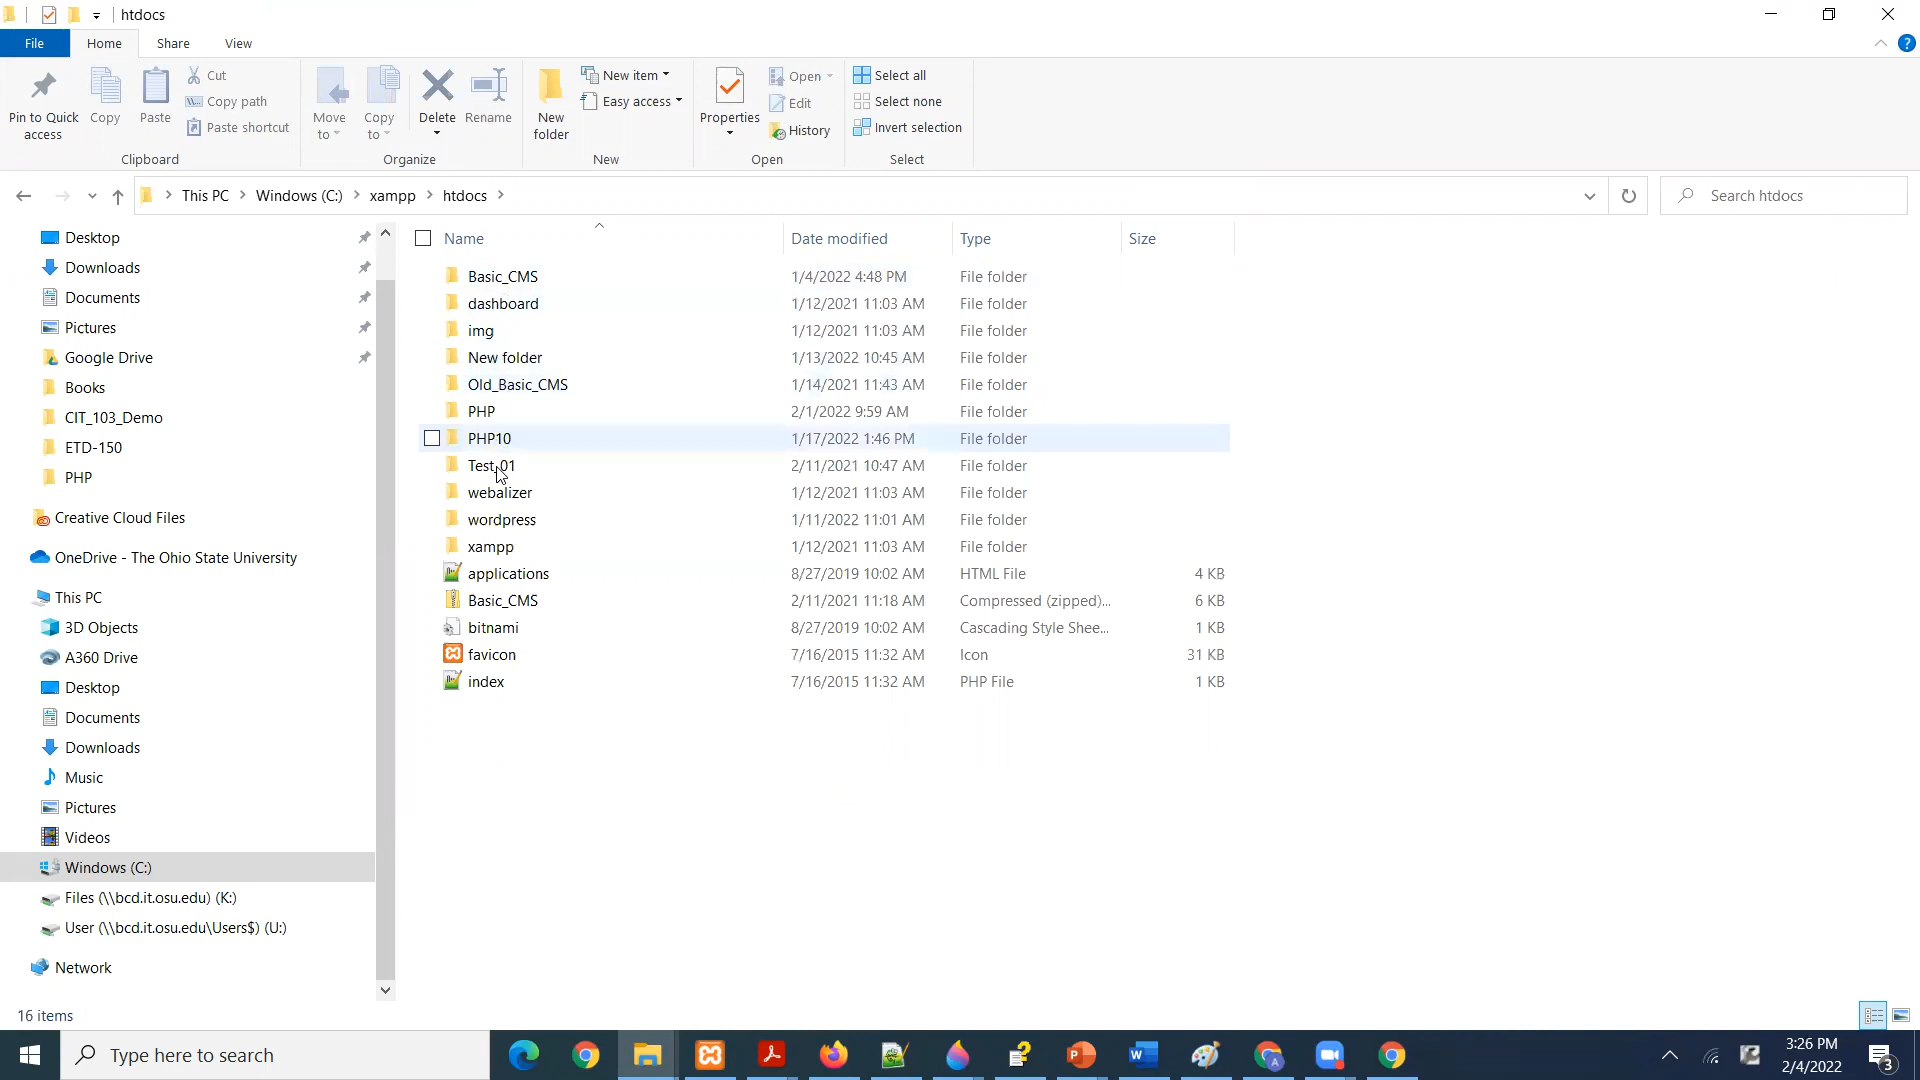 htdocs
File Home Share View
Pin to Quick access
Copy
Paste
Cut
Copy path
Paste shortcut
Clipboard
Move to
Copy to
Delete
Rename
Organize
New folder
New item
Easy access
New
Properties
Open
Edit
History
Open
Select all
Select none
Invert selection
Select
This PC Windows (C:) xampp htdocs
Search htdocs
Desktop
Downloads
Documents
Pictures
Google Drive
Books
CIT_103_Demo
ETD-150
PHP
Creative Cloud Files
OneDrive - The Ohio State University
This PC
3D Objects
A360 Drive
Desktop
Documents
Downloads
Music
Pictures
Videos
Windows (C:)
Files (\\bcd.it.osu.edu) (K:)
User (\\bcd.it.osu.edu\Users$) (U:)
Network
Name Date modified Type Size
Basic_CMS 1/4/2022 4:48 PM File folder
dashboard 1/12/2021 11:03 AM File folder
img 1/12/2021 11:03 AM File folder
New folder 1/13/2022 10:45 AM File folder
Old_Basic_CMS 1/14/2021 11:43 AM File folder
PHP 2/1/2022 9:59 AM File folder
PHP10 1/17/2022 1:46 PM File folder
Test_01 2/11/2021 10:47 AM File folder
webalizer 1/12/2021 11:03 AM File folder
wordpress 1/11/2022 11:01 AM File folder
xampp 1/12/2021 11:03 AM File folder
applications 8/27/2019 10:02 AM HTML File 4 KB
Basic_CMS 2/11/2021 11:18 AM Compressed (zipped)... 6 KB
bitnami 8/27/2019 10:02 AM Cascading Style Shee... 1 KB
favicon 7/16/2015 11:32 AM Icon 31 KB
index 7/16/2015 11:32 AM PHP File 1 KB
16 items
Type here to search
3:26 PM
2/4/2022
3